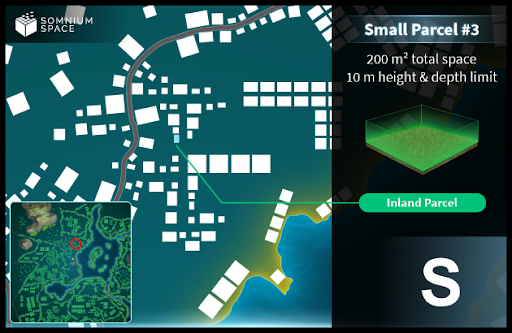 SOMNIUM
SPACE
Small Parcel #3
200 m² total space
10 m height & depth limit
Inland Parcel
S